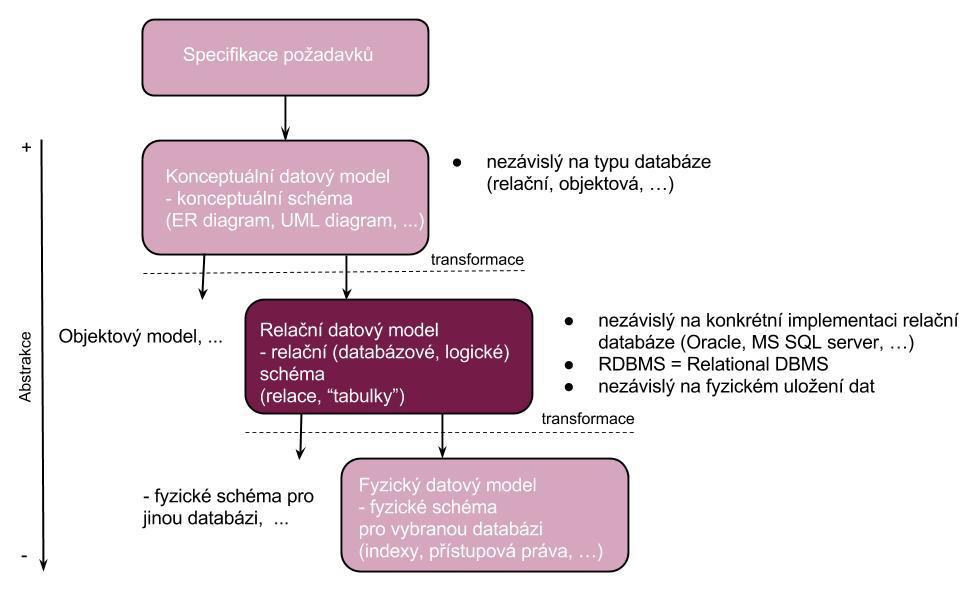 Specifikace požadavků
+
Konceptuální datový model
- konceptuální schéma
(ER diagram, UML diagram, ...)
● nezávislý na typu databáze
(relační, objektová, …)
transformace
Objektový model, ...
Abstrakce
Relační datový model
- relační (databázové, logické)
schéma
(relace, “tabulky”)
● nezávislý na konkrétní implementaci relační
databáze (Oracle, MS SQL server, …)
● RDBMS = Relational DBMS
● nezávislý na fyzickém uložení dat
transformace
- fyzické schéma pro
jinou databázi, ...
Fyzický datový model
- fyzické schéma
pro vybranou databázi
(indexy, přístupová práva, …)
-